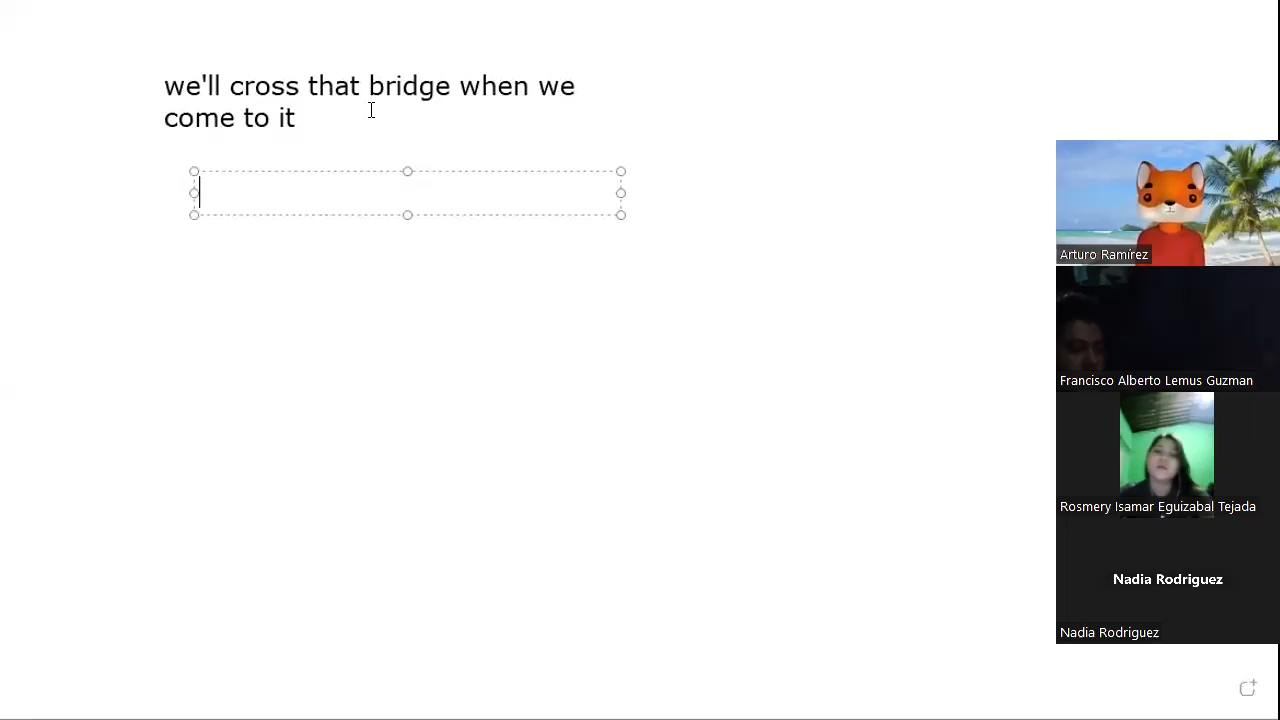 we'll cross that bridge when we
come to it
Arturo Ramírez
Francisco Alberto Lemus Guzman
Rosmery Isamar Eguizabal Tejada
Nadia Rodriguez
Nadia Rodriguez